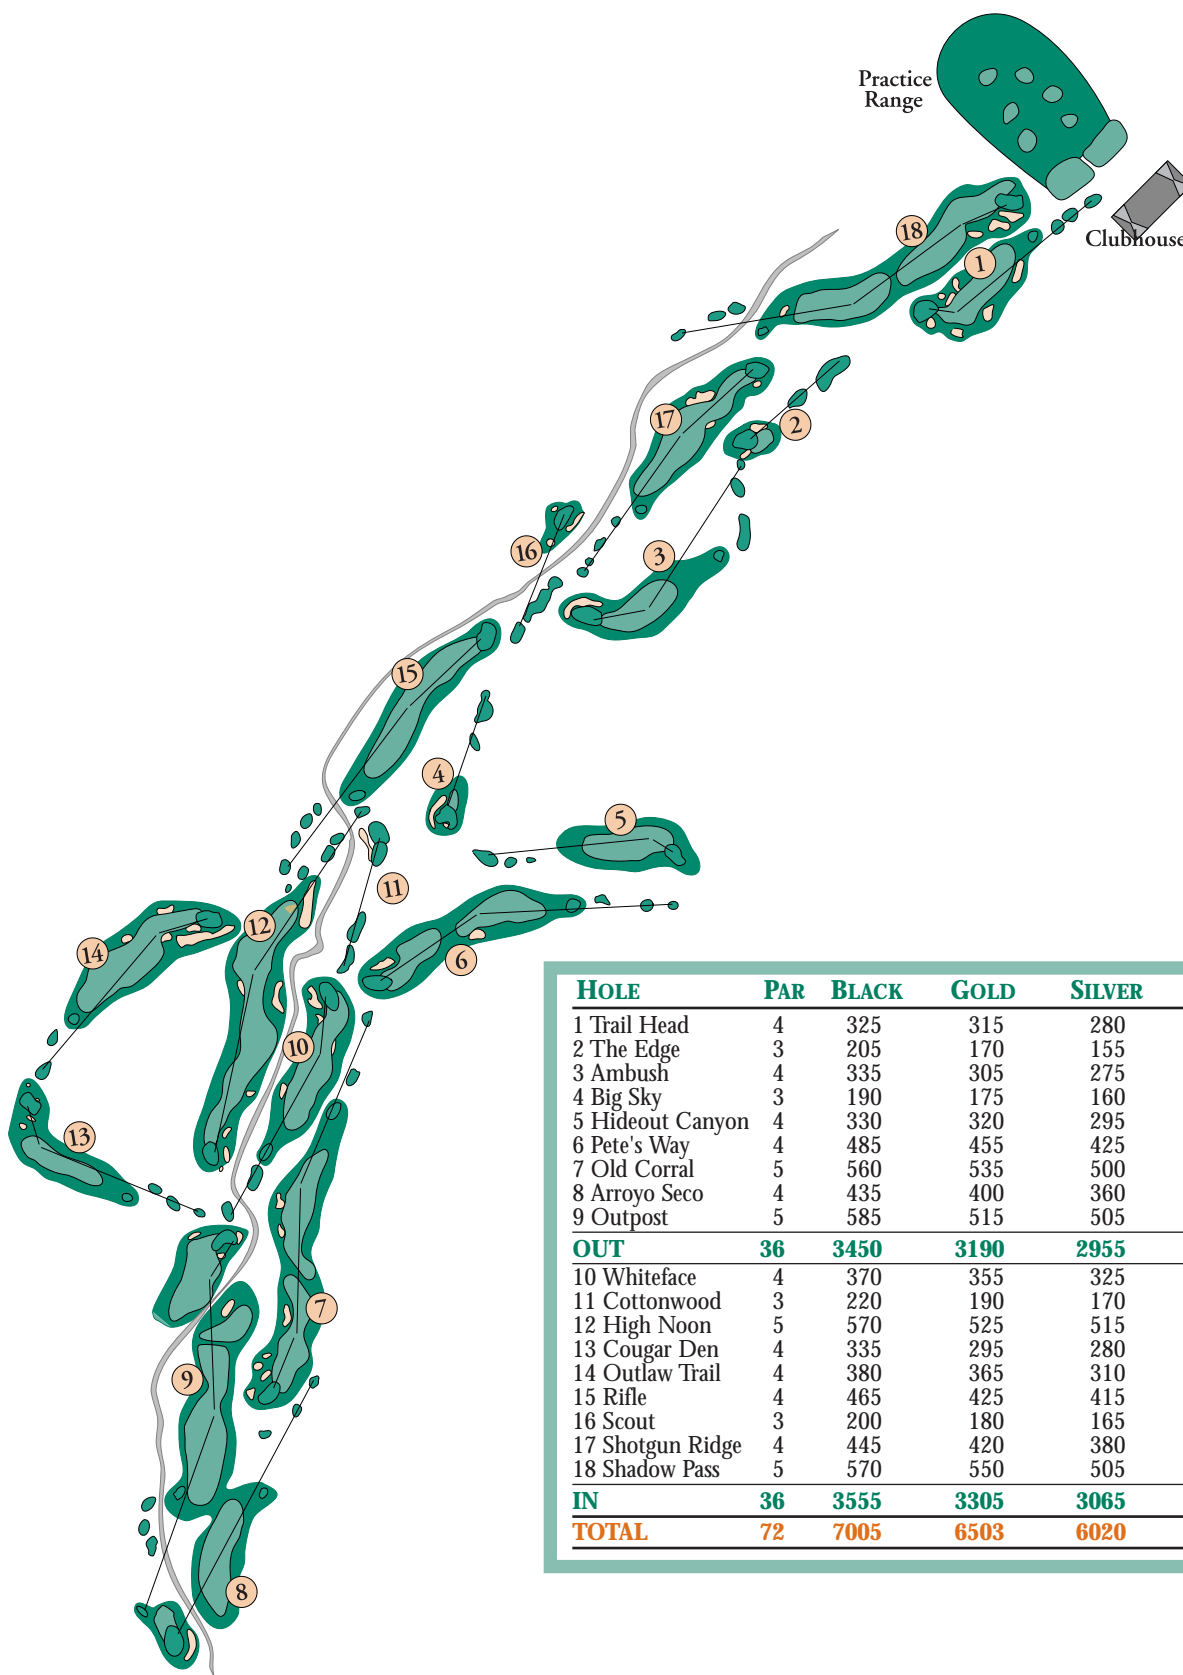 Practice
Range
Clubhouse
18
1
17
2
16
3
15
4
5
11
12
14
6
10
13
7
9
8
HOLE PAR BLACK GOLD SILVER
1 Trail Head 4 325 315 280
2 The Edge 3 205 170 155
3 Ambush 4 335 305 275
4 Big Sky 3 190 175 160
5 Hideout Canyon 4 330 320 295
6 Pete's Way 4 485 455 425
7 Old Corral 5 560 535 500
8 Arroyo Seco 4 435 400 360
9 Outpost 5 585 515 505
OUT 36 3450 3190 2955
10 Whiteface 4 370 355 325
11 Cottonwood 3 220 190 170
12 High Noon 5 570 525 515
13 Cougar Den 4 335 295 280
14 Outlaw Trail 4 380 365 310
15 Rifle 4 465 425 415
16 Scout 3 200 180 165
17 Shotgun Ridge 4 445 420 380
18 Shadow Pass 5 570 550 505
IN 36 3555 3305 3065
TOTAL 72 7005 6503 6020